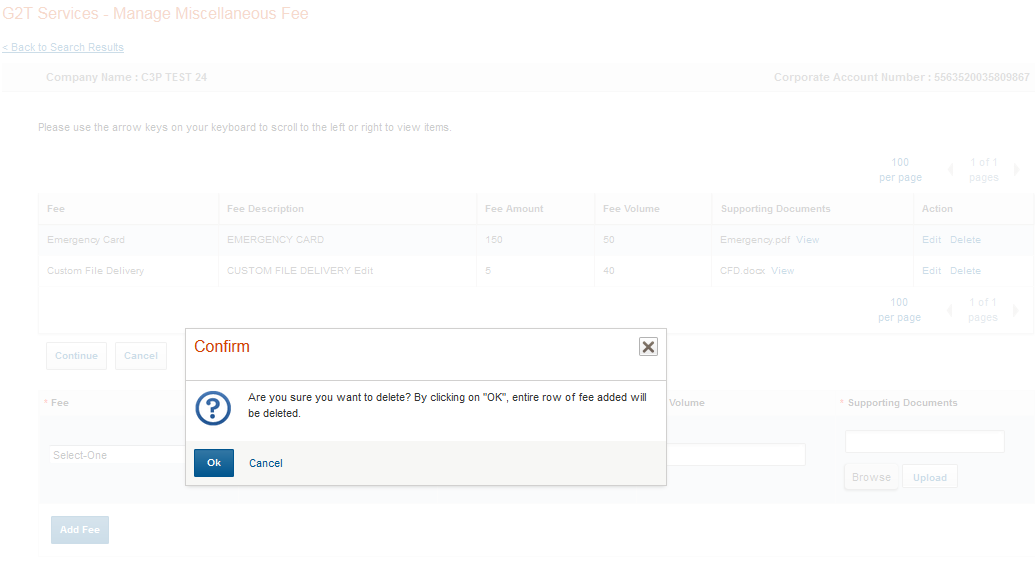 G2T Services - Manage Miscellaneous Fee
< Back to Search Results
Company Name : C3P TEST 24 Corporate Account Number : 5563520035809867
Please use the arrow keys on your keyboard to scroll to the left or right to view items.
100 1 of 1
per page pages
Fee Fee Description Fee Amount Fee Volume Supporting Documents Action
Emergency Card EMERGENCY CARD 150 50 Emergency.pdf View Edit Delete
Custom File Delivery CUSTOM FILE DELIVERY Edit 5 40 CFD.docx View Edit Delete
100 1 of 1
per page pages
Confirm
Continue Cancel
Are you sure you want to delete? By clicking on "OK", entire row of fee added will
be deleted.
Ok Cancel
* Fee Volume * Supporting Documents
Select-One
Browse Upload
Add Fee